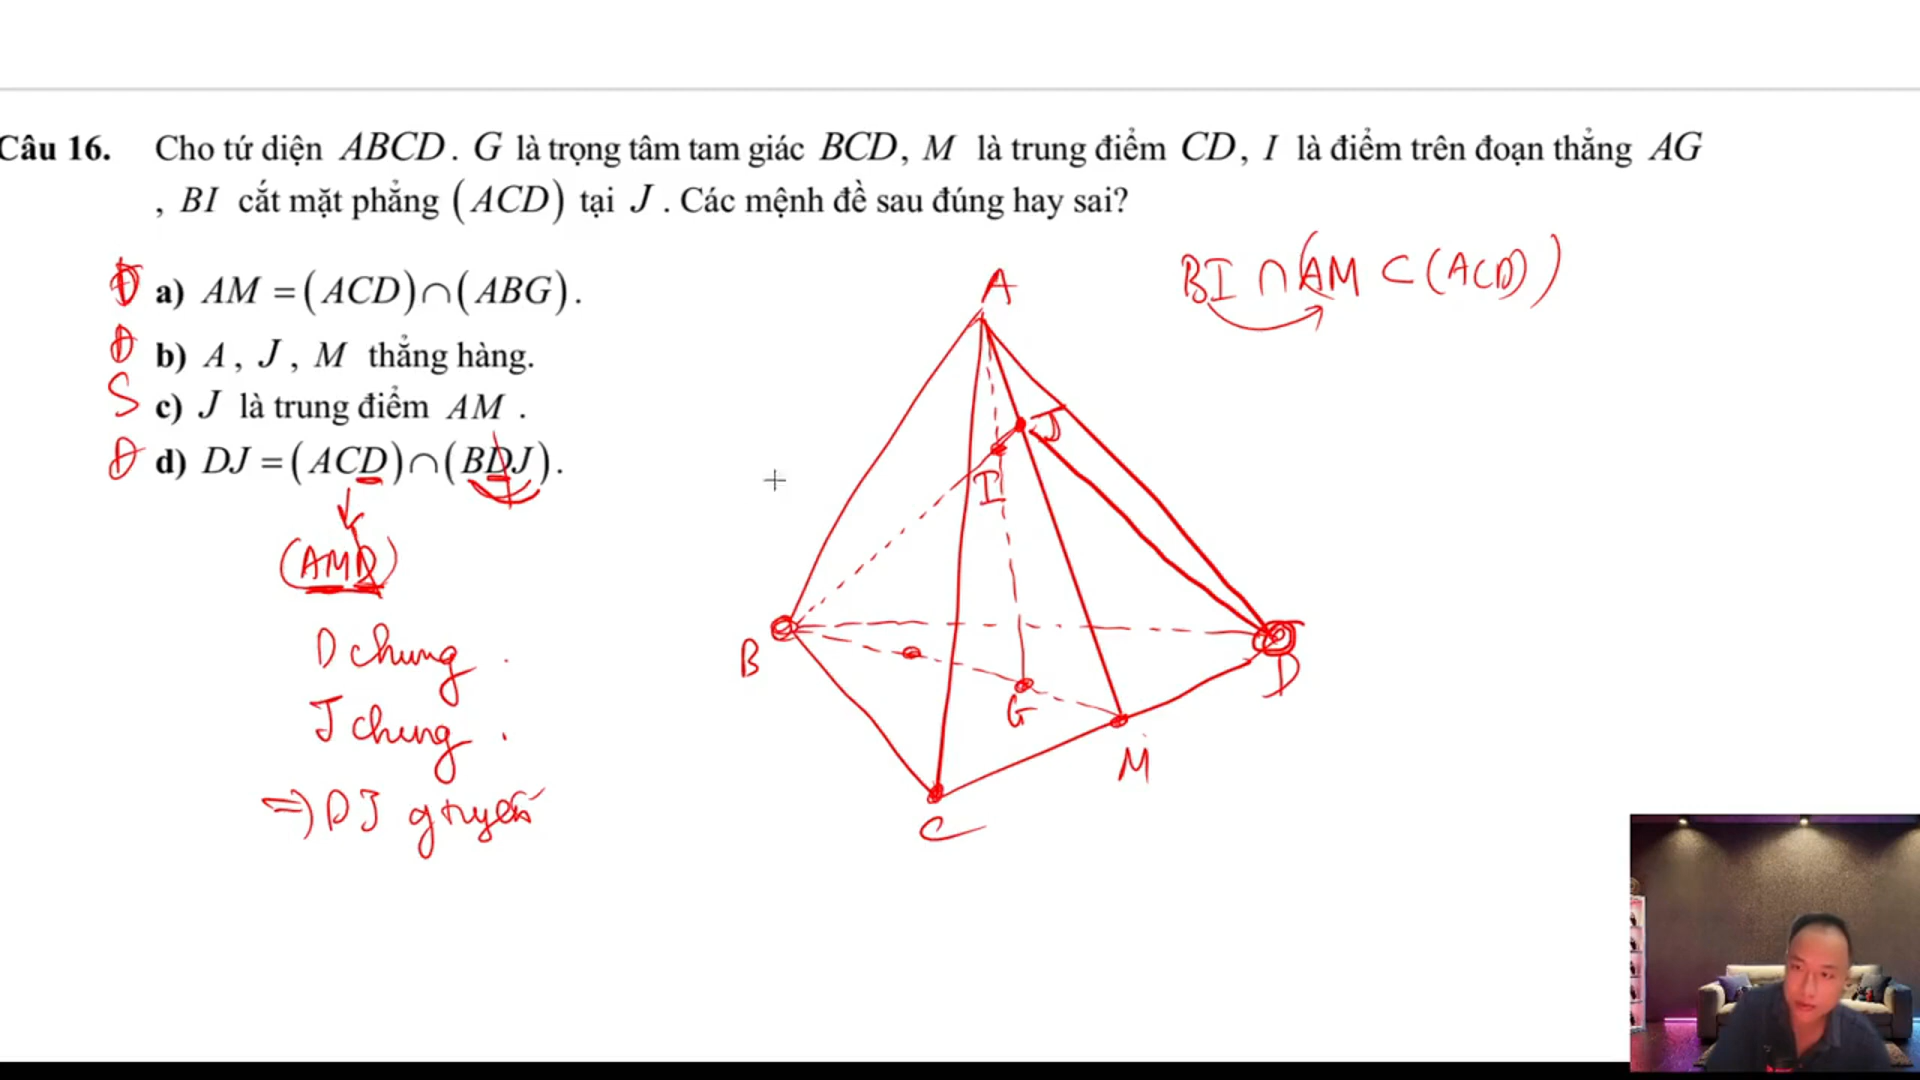 Câu 16. Cho tứ diện ABCD. G là trọng tâm tam giác BCD, M là trung điểm CD, I là điểm trên đoạn thẳng AG
, BI cắt mặt phẳng (ACD) tại J. Các mệnh đề sau đúng hay sai?
BI ∩ (AM ⊂ (ACD))
Đ a) AM = (ACD)∩(ABG).
Đ b) A, J, M thẳng hàng.
S c) J là trung điểm AM.
Đ d) DJ = (ACD)∩(BDJ).
(AMD)
D chung
J chung
⇒ DJ gtuyến
A
J
I
B
D
G
M
C